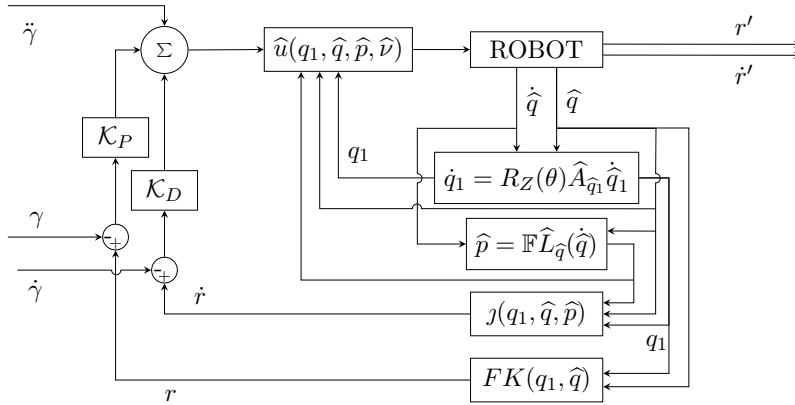 γ̈
Σ
û(q₁, q̂, p̂, ν̂)
ROBOT
r′
ṙ′
q̂̇
q̂
𝒦_P
q₁
q̇₁ = R_Z(θ)Â_{q̂₁} q̂̇₁
𝒦_D
γ
-
+
p̂ = 𝔽L̂_{q̂}(q̂̇)
γ̇
-
+
ṙ
ȷ(q₁, q̂, p̂)
q₁
r
FK(q₁, q̂)